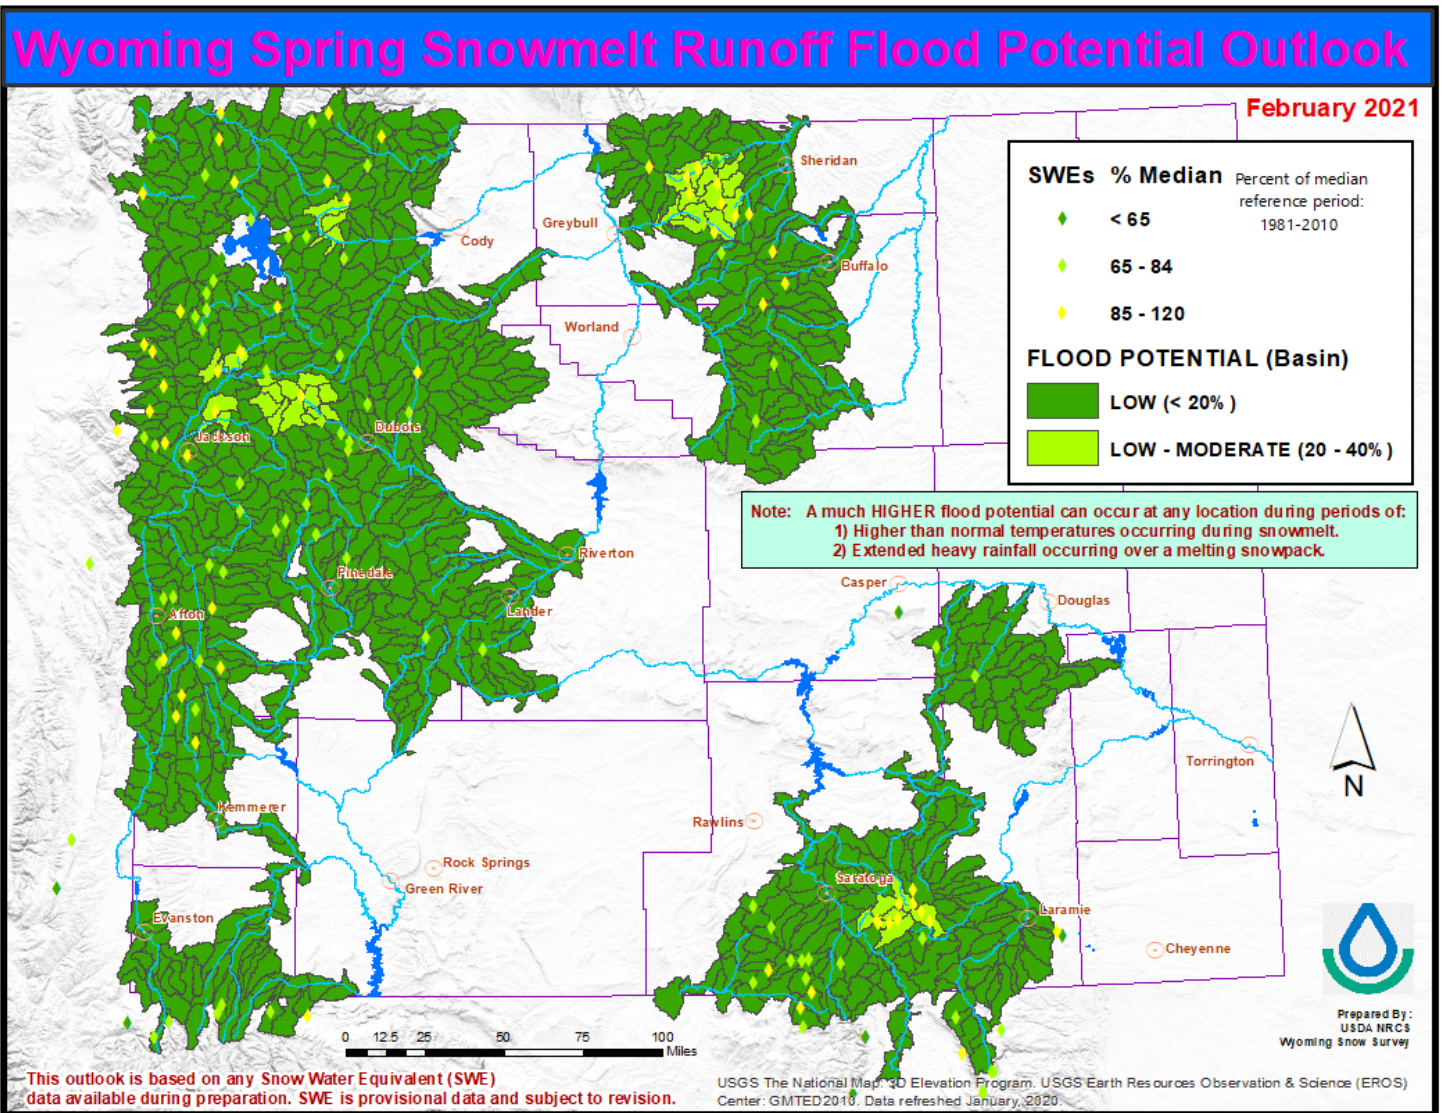 Wyoming Spring Snowmelt Runoff Flood Potential Outlook
February 2021
SWEs % Median Percent of median
reference period:
1981-2010
< 65
65 - 84
85 - 120
FLOOD POTENTIAL (Basin)
LOW (< 20% )
LOW - MODERATE (20 - 40%)
Note: A much HIGHER flood potential can occur at any location during periods of:
1) Higher than normal temperatures occurring during snowmelt.
2) Extended heavy rainfall occurring over a melting snowpack.
Sheridan
Greybull
Cody
Buffalo
Worland
Dubois
Jackson
Riverton
Pinedale
Casper
Douglas
Lander
Afton
Torrington
Kemmerer
Rawlins
Rock Springs
Green River
Saratoga
Laramie
Evanston
Cheyenne
N
0 12.5 25 50 75 100
Miles
Prepared By:
USDA NRCS
Wyoming Snow Survey
This outlook is based on any Snow Water Equivalent (SWE)
data available during preparation. SWE is provisional data and subject to revision.
USGS The National Map: 3D Elevation Program. USGS Earth Resources Observation & Science (EROS)
Center: GMTED2010. Data refreshed January, 2020.